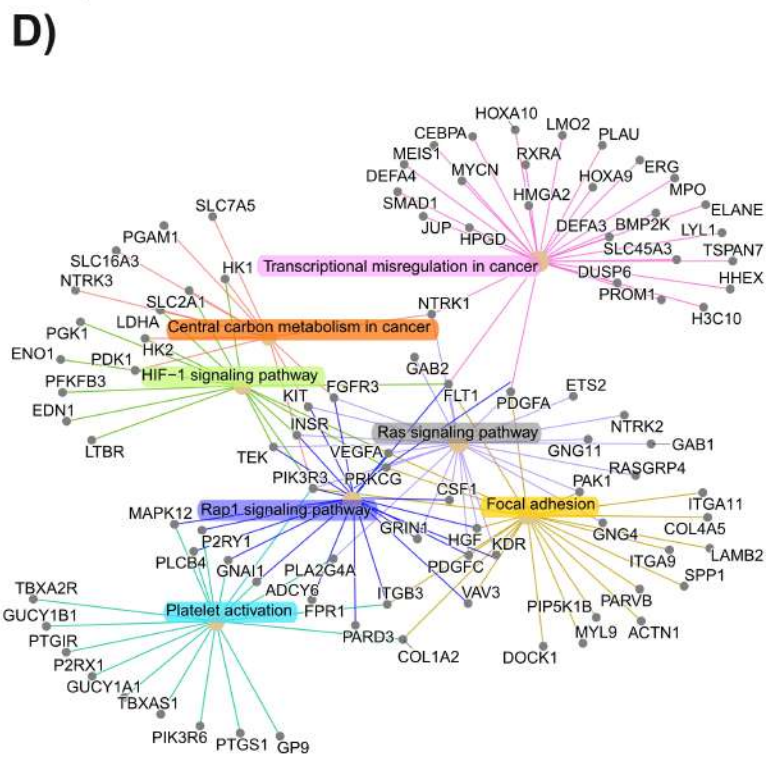 D)
HOXA10
LMO2
CEBPA
PLAU
MEIS1
RXRA
ERG
MYCN
DEFA4
HOXA9
MPO
HMGA2
SMAD1
ELANE
SLC7A5
DEFA3
BMP2K
JUP
LYL1
HPGD
PGAM1
SLC45A3
TSPAN7
SLC16A3
HK1
Transcriptional misregulation in cancer
DUSP6
HHEX
NTRK3
PROM1
SLC2A1
NTRK1
H3C10
LDHA
Central carbon metabolism in cancer
PGK1
HK2
ENO1
PDK1
GAB2
HIF−1 signaling pathway
PFKFB3
FGFR3
ETS2
KIT
FLT1
PDGFA
EDN1
INSR
NTRK2
Ras signaling pathway
GAB1
LTBR
VEGFA
GNG11
TEK
RASGRP4
PIK3R3
PRKCG
PAK1
CSF1
ITGA11
Focal adhesion
MAPK12
Rap1 signaling pathway
COL4A5
GRIN1
GNG4
P2RY1
HGF
KDR
LAMB2
PLCB4
ITGA9
GNAI1
PLA2G4A
PDGFC
SPP1
TBXA2R
ADCY6
ITGB3
VAV3
PARVB
GUCY1B1
Platelet activation
FPR1
PIP5K1B
PTGIR
PARD3
MYL9
ACTN1
P2RX1
COL1A2
DOCK1
GUCY1A1
TBXAS1
PIK3R6
PTGS1
GP9